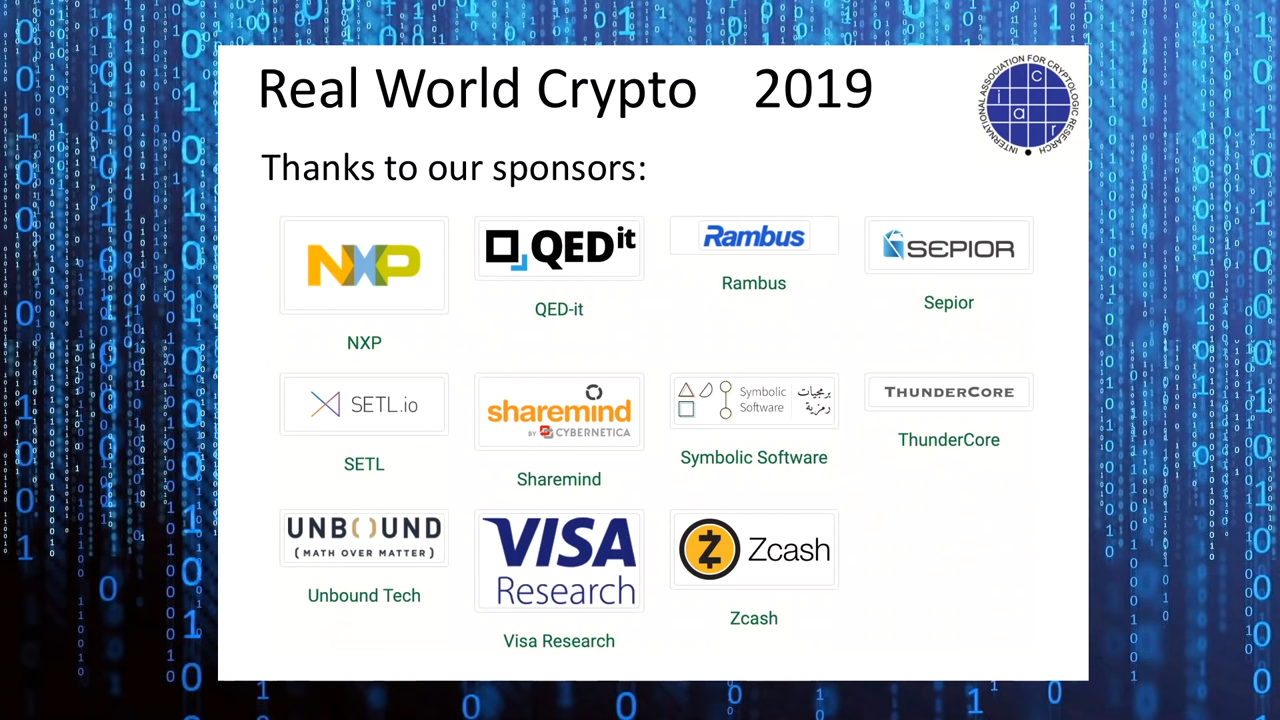 Real World Crypto 2019
INTERNATIONAL ASSOCIATION FOR CRYPTOLOGIC RESEARCH
i a c r
Thanks to our sponsors:
NXP
QEDit
Rambus
SEPIOR
NXP
QED-it
Rambus
Sepior
SETL.io
sharemind
BY CYBERNETICA
Symbolic
Software
برمجيات
رمزية
THUNDERCORE
SETL
Sharemind
Symbolic Software
ThunderCore
UNBOUND
(MATH OVER MATTER)
VISA
Research
Zcash
Unbound Tech
Visa Research
Zcash